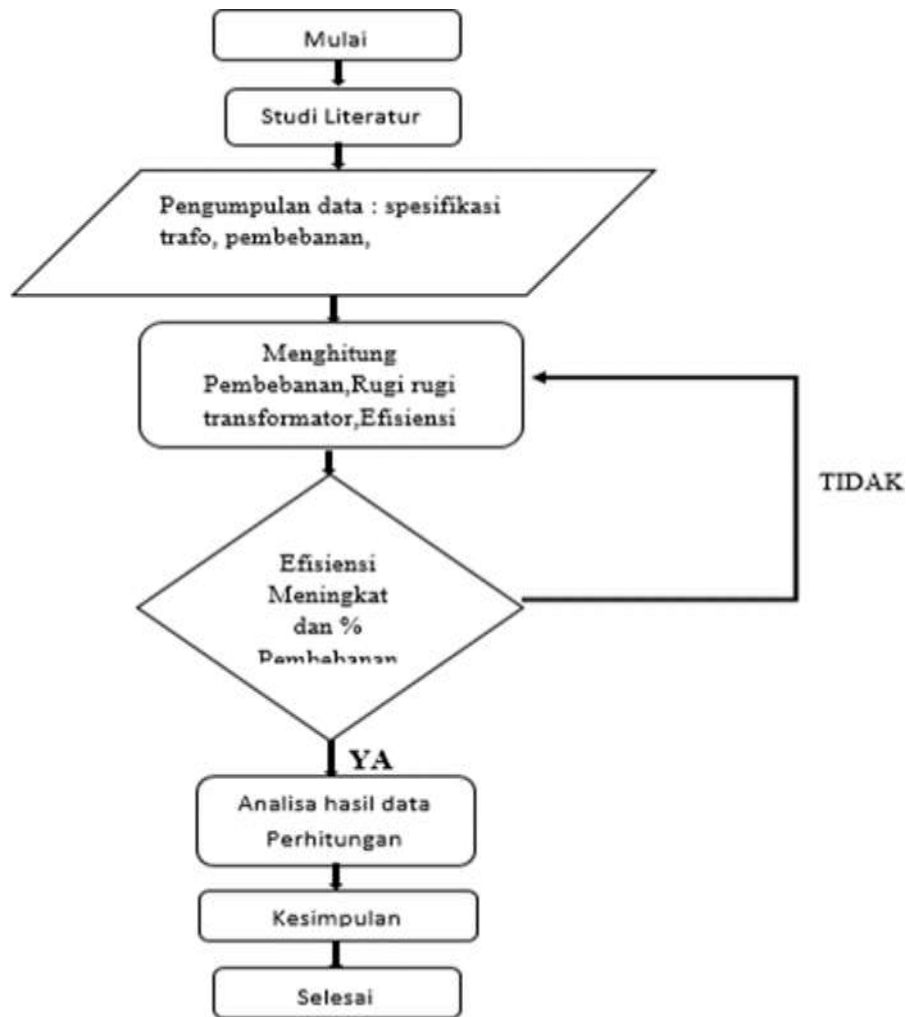 Mulai
Studi Literatur
Pengumpulan data : spesifikasi
trafo, pembebanan,
Menghitung
Pembebanan,Rugi rugi
transformator,Efisiensi
TIDAK
Efisiensi
Meningkat
dan %
Pembebanan
YA
Analisa hasil data
Perhitungan
Kesimpulan
Selesai